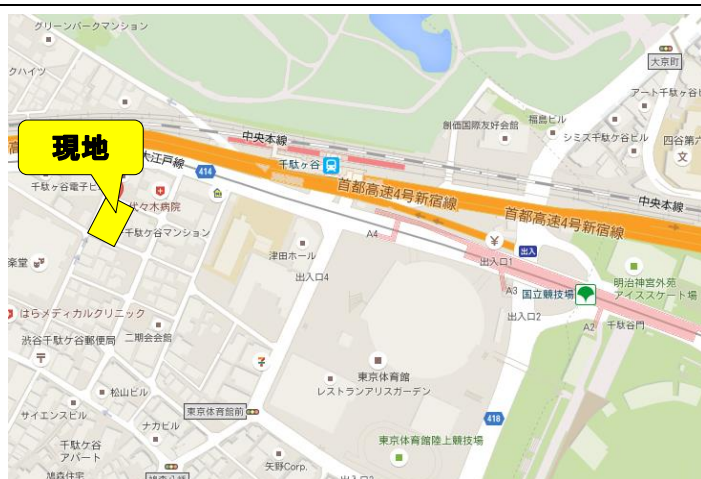 グリーンパークマンション
大京町
クハイツ
アート千駄ヶ谷ヒ
創価国際友好会館
福島ビル
シミズ千駄ケ谷ビル
四谷第六
文
現地
中央本線
大江戸線
414
千駄ヶ谷
首都高速4号新宿線
中央本線
首都高速4号新宿線
千駄ヶ谷電子ビ
代々木病院
千駄ケ谷マンション
A4
¥
出入
津田ホール
出入口4
出入口1
楽堂
明治神宮外苑
アイススケート場
A3
国立競技場
はらメディカルクリニック
出入口2
A2
千駄谷門
渋谷千駄ケ谷郵便局
二期会会館
〒
東京体育館
レストランアリスガーデン
松山ビル
サイエンスビル
東京体育館前
418
ナカビル
千駄ケ谷
アパート
東京体育館陸上競技場
矢野Corp.
鳩森住宅